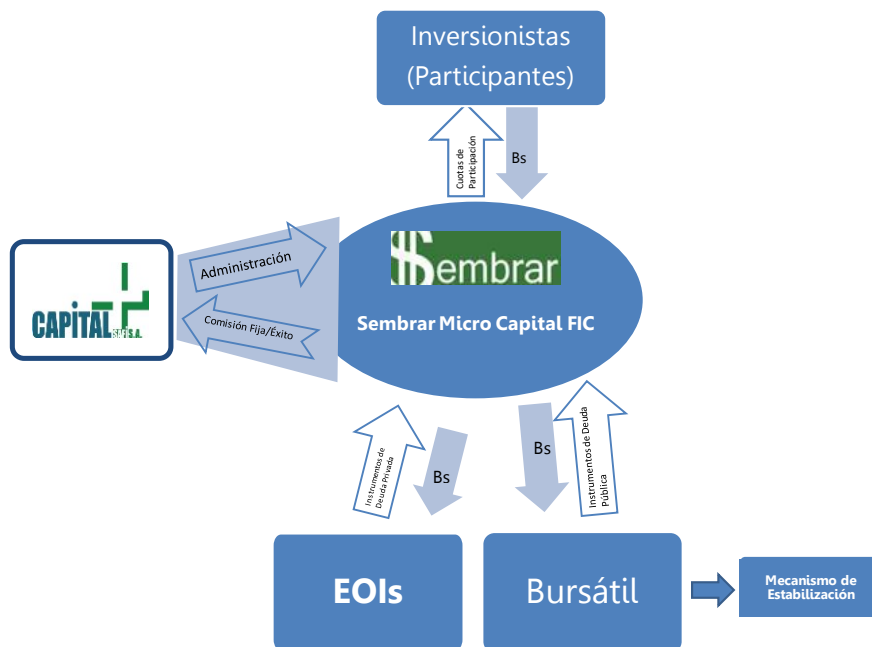 Inversionistas
(Participantes)
Cuotas de
Participación
Bs
Administración
Comisión Fija/Éxito
CAPiTAL
SAFI S.A.
Sembrar
Sembrar Micro Capital FIC
Instrumentos de
Deuda Privada
Bs
Bs
Instrumentos de Deuda
Pública
EOIs
Bursátil
Mecanismo de
Estabilización